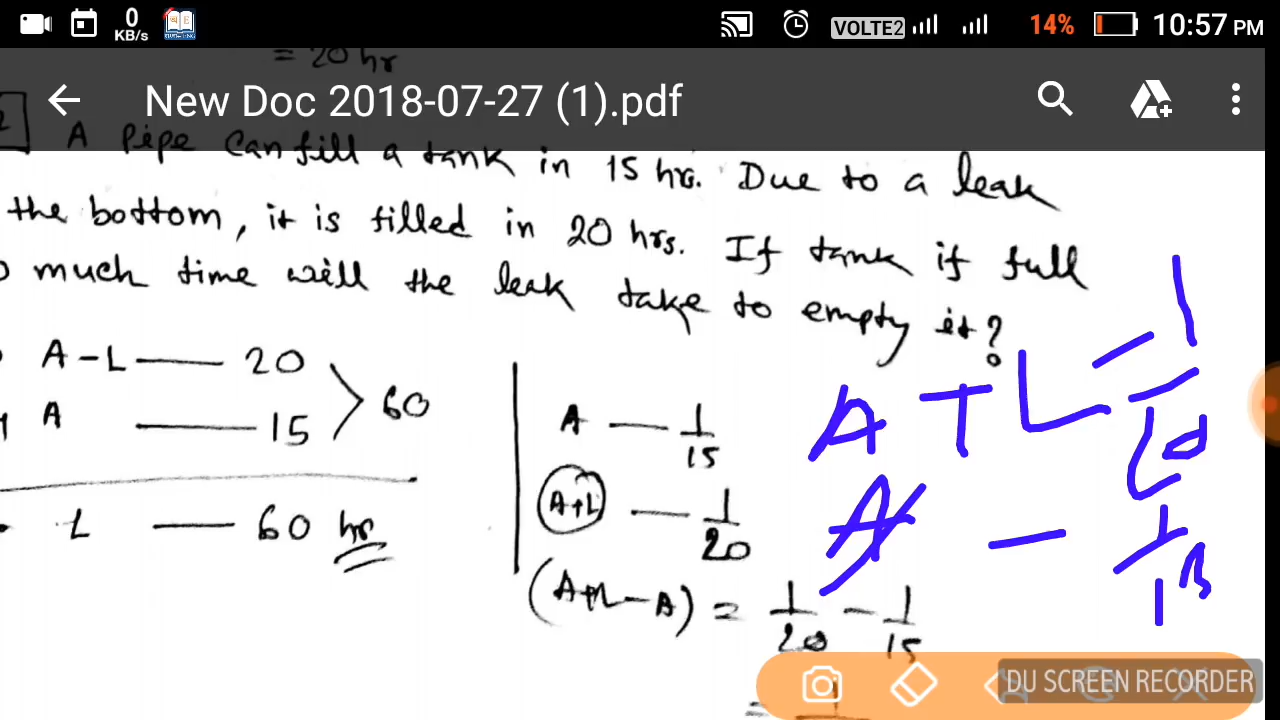 0 KB/s VOLTE2 14% 10:57 PM
= 20 hr
New Doc 2018-07-27 (1).pdf
A pipe can fill a tank in 15 hrs. Due to a leak
the bottom, it is filled in 20 hrs. If tank if full
much time will the leak take to empty it?
A - L — 20
A — 15
> 60
L — 60 hr
A — 1/15
A+L — 1/20
(A+L - A) = 1/20 - 1/15
=
A + L = 1/20
A — 1/15
DU SCREEN RECORDER